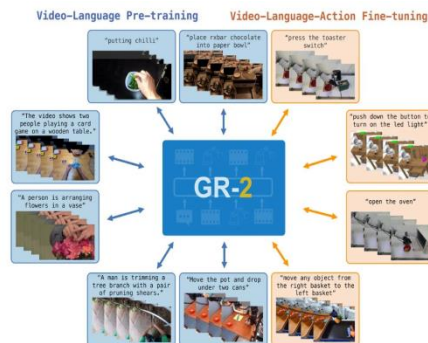 Video-Language Pre-training
Video-Language-Action Fine-tuning
"putting chilli"
"place rxbar chocolate
into paper bowl"
"press the toaster
switch"
"The video shows two
people playing a card
game on a wooden table."
"push down the button to
turn on the led light"
GR-2
"A person is arranging
flowers in a vase"
"open the oven"
"A man is trimming a
tree branch with a pair
of pruning shears."
"Move the pot and drop
under two cans"
"move any object from
the right basket to the
left basket"